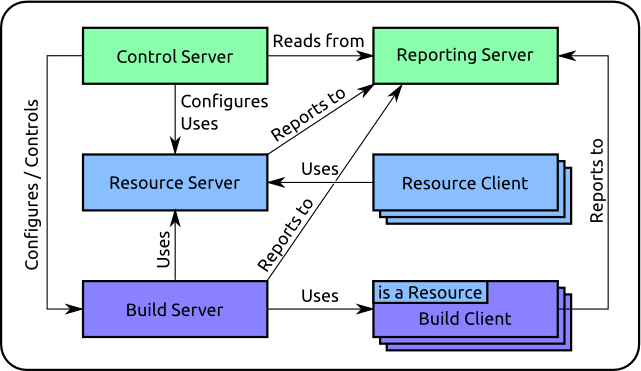 Control Server
Reads from
Reporting Server
Configures
Uses
Reports to
Configures / Controls
Resource Server
Uses
Resource Client
Reports to
Uses
Reports to
Build Server
Uses
is a Resource
Build Client